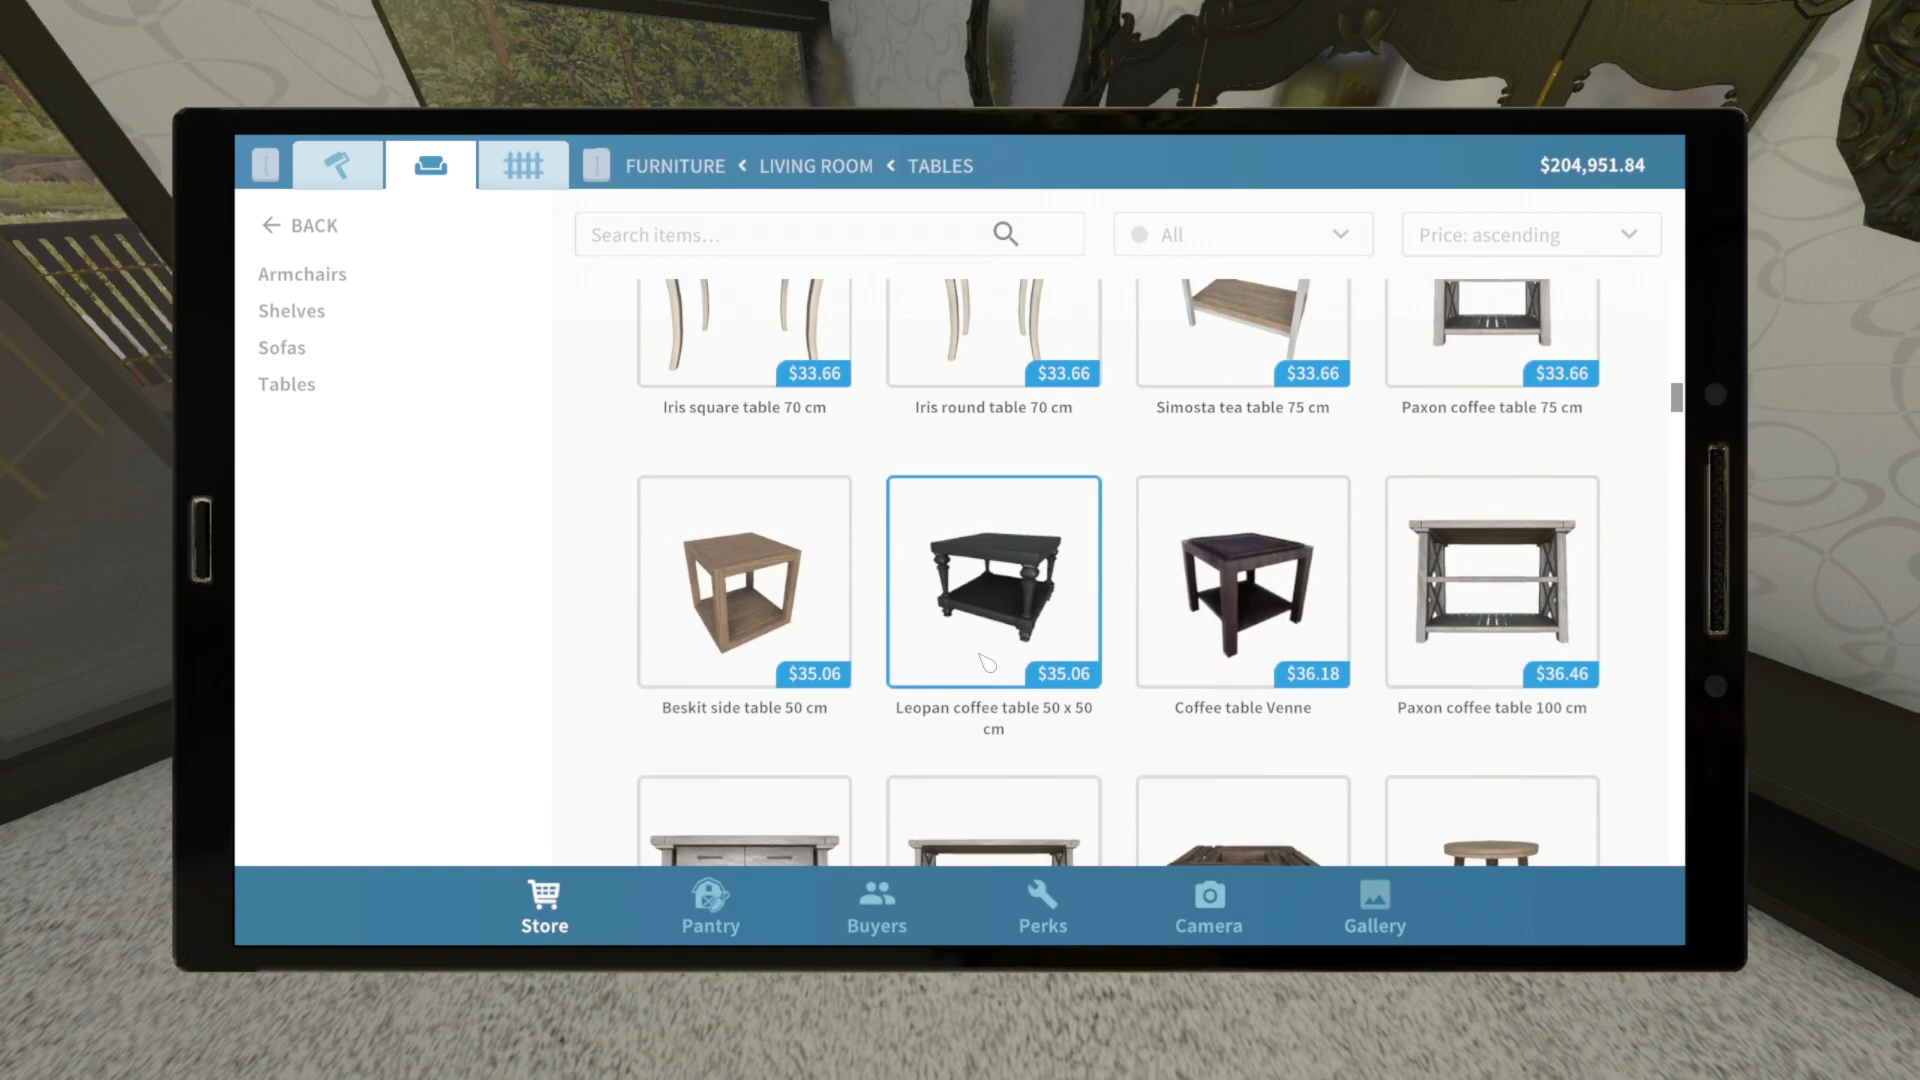 [
]
FURNITURE < LIVING ROOM < TABLES
$204,951.84
BACK
Armchairs
Shelves
Sofas
Tables
Search items...
All
Price: ascending
$33.66
$33.66
$33.66
$33.66
Iris square table 70 cm
Iris round table 70 cm
Simosta tea table 75 cm
Paxon coffee table 75 cm
$35.06
$35.06
$36.18
$36.46
Beskit side table 50 cm
Leopan coffee table 50 x 50
cm
Coffee table Venne
Paxon coffee table 100 cm
Store
Pantry
Buyers
Perks
Camera
Gallery